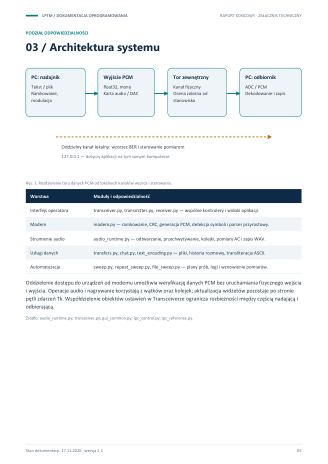 LPTM / DOKUMENTACJA OPROGRAMOWANIA
RAPORT KOŃCOWY · ZAŁĄCZNIK TECHNICZNY
PODZIAŁ ODPOWIEDZIALNOŚCI
03 / Architektura systemu
PC: nadajnik
Tekst / plik
Ramkowanie,
modulacja
Wyjście PCM
float32, mono
Karta audio / DAC
Tor zewnętrzny
Kanał fizyczny
Ocena zależna od
stanowiska
PC: odbiornik
ADC / PCM
Dekodowanie i zapis
Oddzielny kanał lokalny: wzorzec BER i sterowanie pomiarem
127.0.0.1 — dotyczy aplikacji na tym samym komputerze
Rys. 1. Rozdzielenie toru danych PCM od lokalnych kanałów wzorca i sterowania.
Warstwa
Moduły i odpowiedzialność
Interfejs operatora
transceiver.py, transmitter.py, receiver.py — wspólne kontrolery i widoki aplikacji.
Modem
modem.py — ramkowanie, CRC, generacja PCM, detekcja symboli i parser przyrostowy.
Strumienie audio
audio_runtime.py — odtwarzanie, przechwytywanie, kolejki, pomiary AC i zapis WAV.
Usługi danych
transfers.py, chat.py, text_encoding.py — pliki, historia rozmowy, transliteracja ASCII.
Automatyzacja
sweep.py, repeat_sweep.py, file_sweep.py — plany prób, logi i wznowienie pomiarów.
Oddzielenie dostępu do urządzeń od modemu umożliwia weryfikację danych PCM bez uruchamiania fizycznego wejścia
i wyjścia. Operacje audio i nagrywanie korzystają z wątków oraz kolejek; aktualizacja widżetów pozostaje po stronie
pętli zdarzeń Tk. Współdzielenie obiektów ustawień w Transceiverze ogranicza rozbieżności między częścią nadającą i
odbierającą.
Źródło: audio_runtime.py, transceiver.py, gui_common.py, ipc_control.py, ipc_reference.py.
03